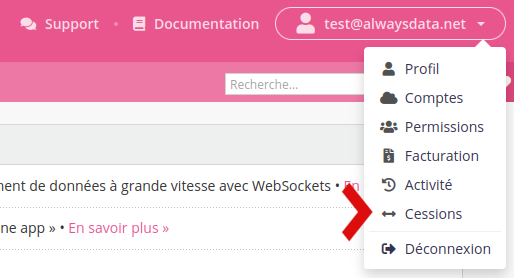 Support • Documentation test@alwaysdata.net
Recherche...
Profil
Comptes
Permissions
Facturation
Activité
Cessions
Déconnexion
ment de données à grande vitesse avec WebSockets • En
ne app » • En savoir plus »